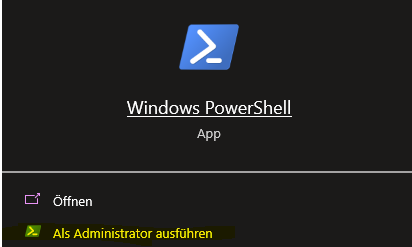 Windows PowerShell
App
Öffnen
Als Administrator ausführen